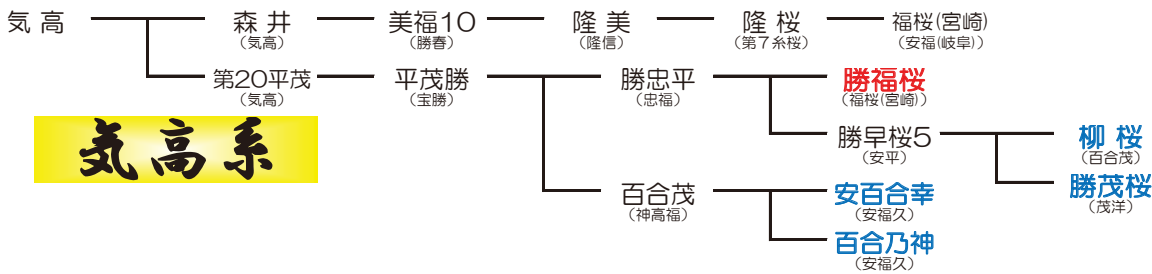 気高 森井 美福10 隆美 隆桜 福桜(宮崎)
(気高) (勝春) (隆信) (第7糸桜) (安福(岐阜))
第20平茂 平茂勝 勝忠平 勝福桜
(気高) (宝勝) (忠福) (福桜(宮崎))
気高系
勝早桜5 柳桜
(安平) (百合茂)
百合茂 安百合幸 勝茂桜
(神高福) (安福久) (茂洋)
百合乃神
(安福久)